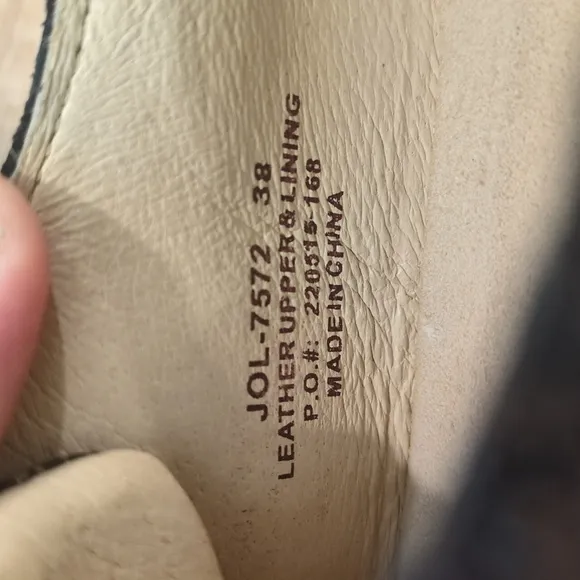 JOL-7572 38
LEATHER UPPER & LINING
P.O.#: 220515-168
MADE IN CHINA